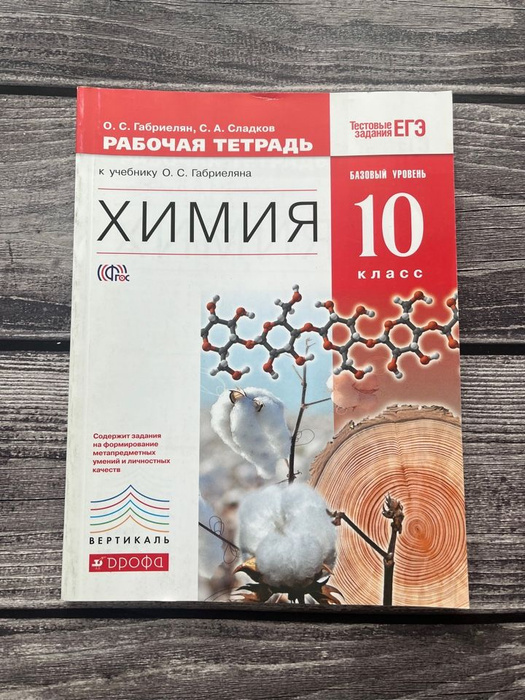 О. С. Габриелян, С. А. Сладков
РАБОЧАЯ ТЕТРАДЬ
Тестовые
задания ЕГЭ
к учебнику О. С. Габриеляна
БАЗОВЫЙ УРОВЕНЬ
ХИМИЯ
10
класс
ФГОС
Содержит задания
на формирование
метапредметных
умений и личностных
качеств
ВЕРТИКАЛЬ
ДРОФА